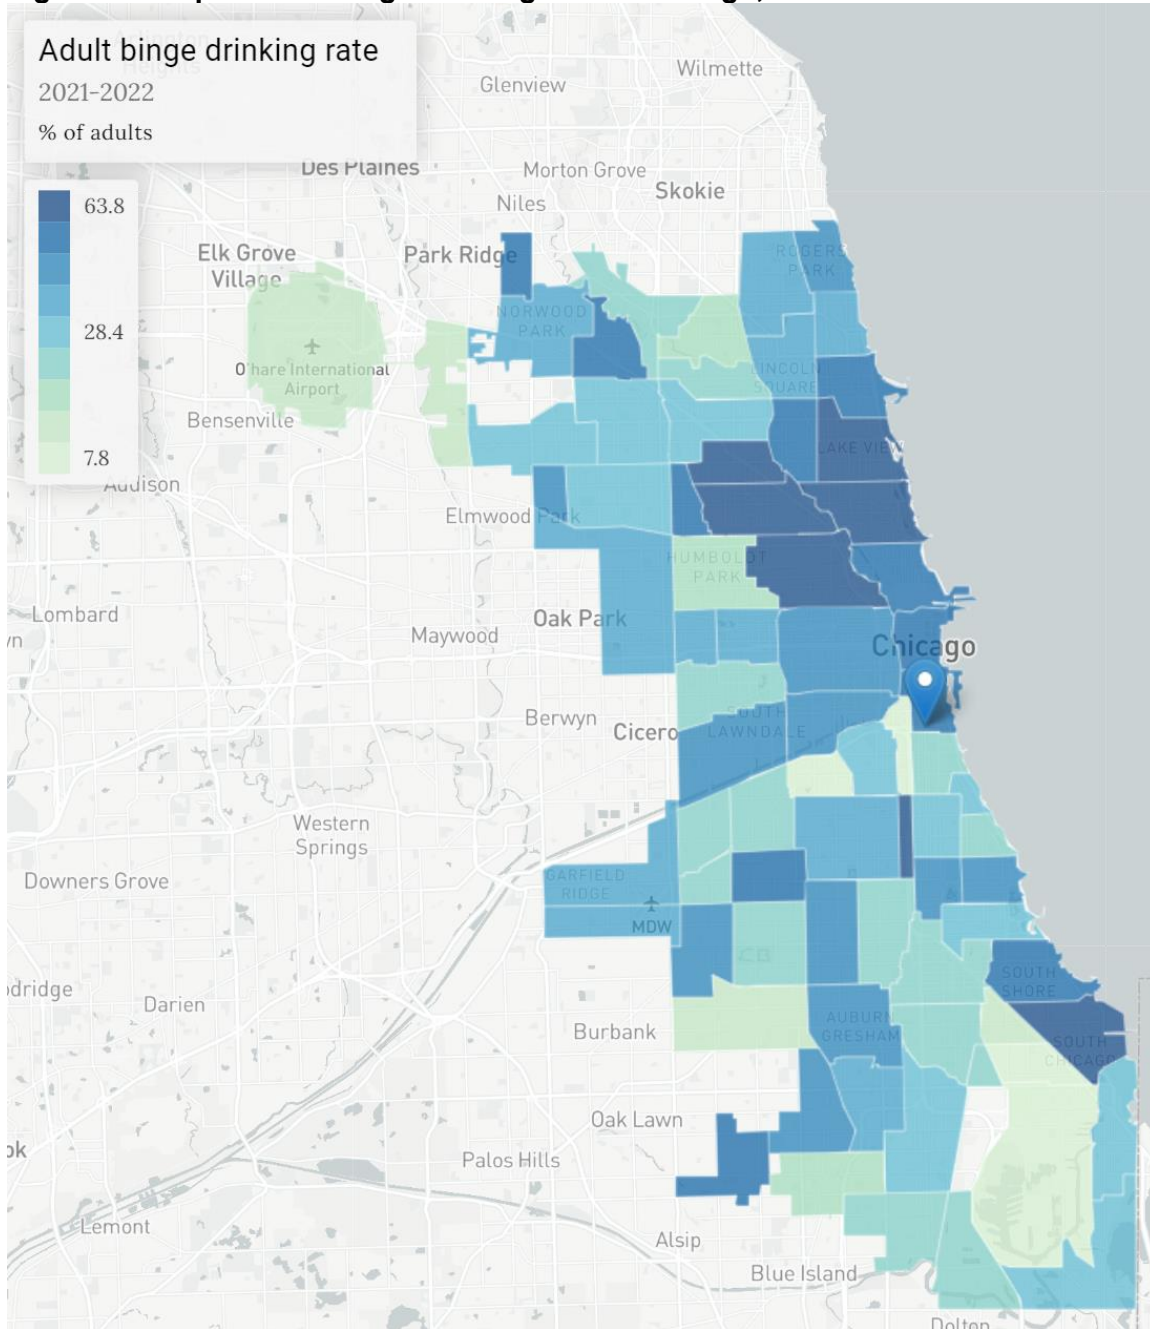 Adult binge drinking rate
2021-2022
% of adults
63.8
28.4
7.8
Wilmette
Glenview
Des Plaines
Morton Grove
Skokie
Niles
Elk Grove
Village
Park Ridge
ROGERS
PARK
NORWOOD
PARK
O'hare International
Airport
LINCOLN
SQUARE
Bensenville
LAKE VIEW
Addison
Elmwood Park
HUMBOLDT
PARK
Lombard
Oak Park
Maywood
Chicago
Berwyn
Cicero
SOUTH
LAWNDALE
Western
Springs
Downers Grove
GARFIELD
RIDGE
MDW
SOUTH
SHORE
Darien
Burbank
AUBURN
GRESHAM
SOUTH
CHICAGO
Oak Lawn
Palos Hills
Lemont
Alsip
Blue Island
Dolton